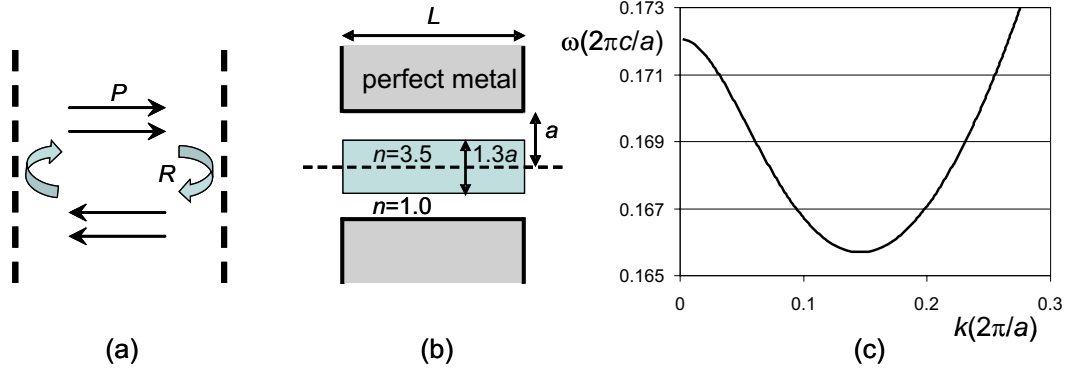 P
R
(a)
L
perfect metal
a
n=3.5
1.3a
n=1.0
(b)
ω(2πc/a)
0.173
0.171
0.169
0.167
0.165
0
0.1
0.2
0.3
k(2π/a)
(c)